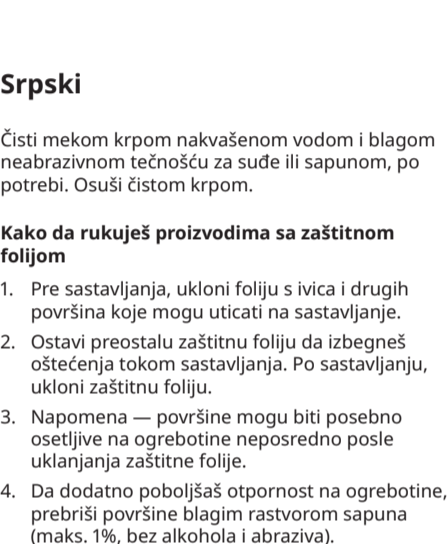 Srpski
Čisti mekom krpom nakvašenom vodom i blagom
neabrazivnom tečnošću za suđe ili sapunom, po
potrebi. Osuši čistom krpom.
Kako da rukuješ proizvodima sa zaštitnom
folijom
1. Pre sastavljanja, ukloni foliju s ivica i drugih
površina koje mogu uticati na sastavljanje.
2. Ostavi preostalu zaštitnu foliju da izbegneš
oštećenja tokom sastavljanja. Po sastavljanju,
ukloni zaštitnu foliju.
3. Napomena — površine mogu biti posebno
osetljive na ogrebotine neposredno posle
uklanjanja zaštitne folije.
4. Da dodatno poboljšaš otpornost na ogrebotine,
prebriši površine blagim rastvorom sapuna
(maks. 1%, bez alkohola i abraziva).